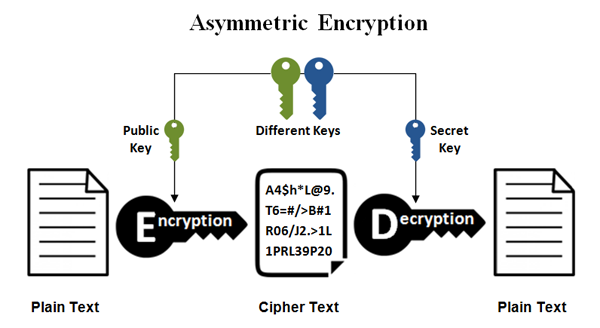 Asymmetric Encryption
Public
Key
Different Keys
Secret
Key
Encryption
A4$h*L@9.
T6=#/>B#1
R06/J2.>1L
1PRL39P20
Decryption
Plain Text
Cipher Text
Plain Text